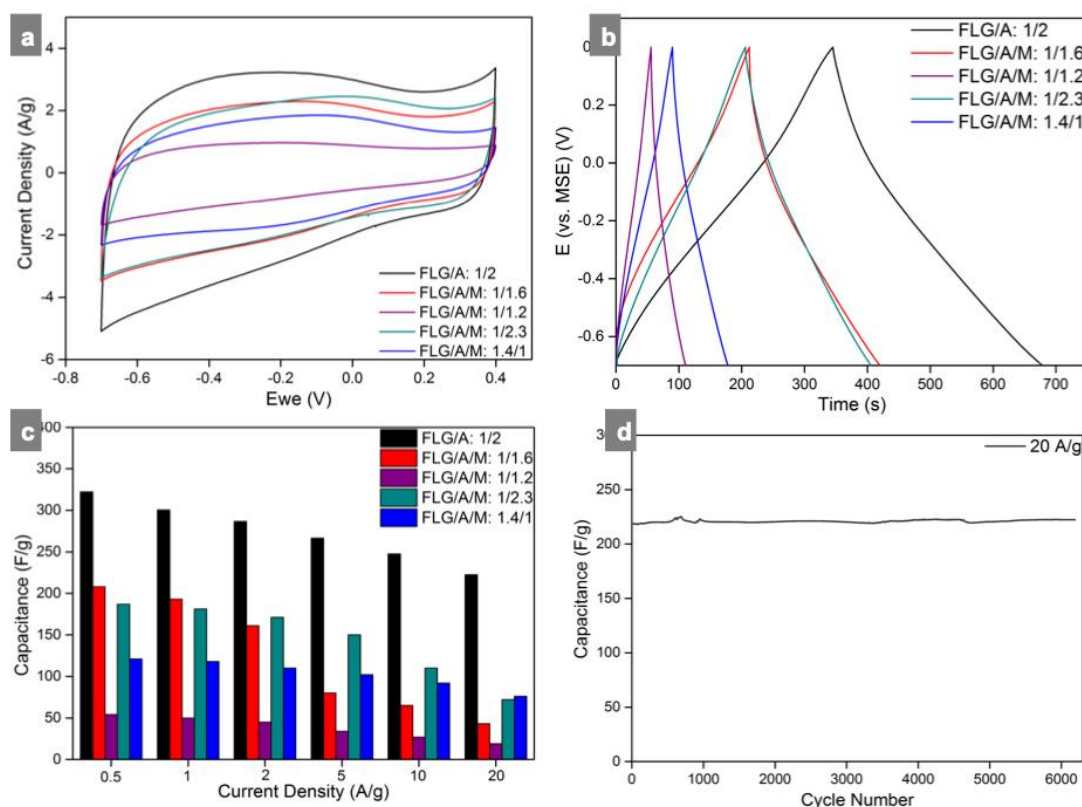 a
Current Density (A/g)
4
2
0
-2
-4
-6
-0.8
-0.6
-0.4
-0.2
0.0
0.2
0.4
Ewe (V)
FLG/A: 1/2
FLG/A/M: 1/1.6
FLG/A/M: 1/1.2
FLG/A/M: 1/2.3
FLG/A/M: 1.4/1
b
E (vs. MSE) (V)
0.2
0.0
-0.2
-0.4
-0.6
0
100
200
300
400
500
600
700
Time (s)
FLG/A: 1/2
FLG/A/M: 1/1.6
FLG/A/M: 1/1.2
FLG/A/M: 1/2.3
FLG/A/M: 1.4/1
c
Capacitance (F/g)
400
350
300
250
200
150
100
50
0
0.5
1
2
5
10
20
Current Density (A/g)
FLG/A: 1/2
FLG/A/M: 1/1.6
FLG/A/M: 1/1.2
FLG/A/M: 1/2.3
FLG/A/M: 1.4/1
d
Capacitance (F/g)
250
200
150
100
50
0
0
1000
2000
3000
4000
5000
6000
Cycle Number
20 A/g